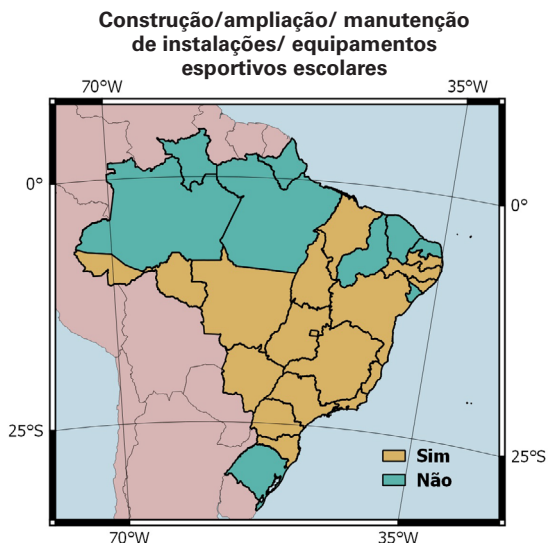 Construção/ampliação/ manutenção
de instalações/ equipamentos
esportivos escolares
70°W 35°W
0° 0°
25°S 25°S
Sim
Não
70°W 35°W